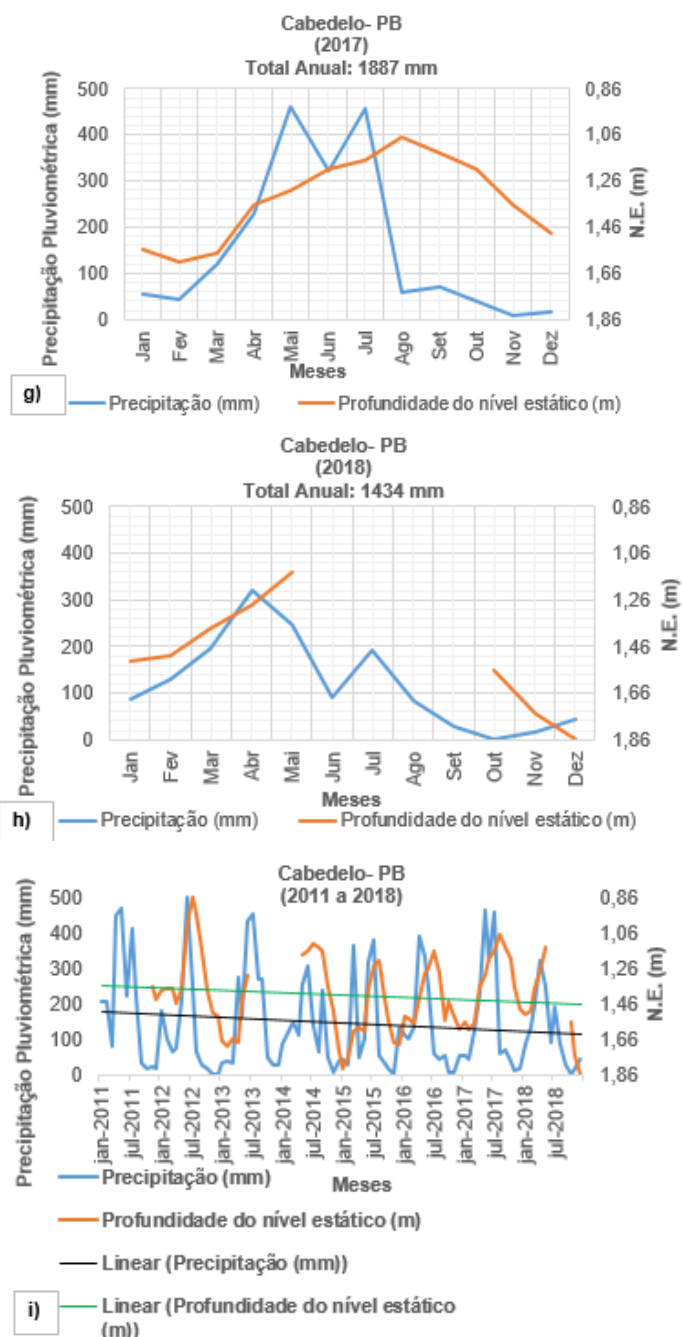 Cabedelo- PB
(2017)
Total Anual: 1887 mm
Precipitação Pluviométrica (mm)
500
400
300
200
100
0
0,86
1,06
1,26
1,46
1,66
1,86
N.E. (m)
Jan Fev Mar Abr Mai Jun Jul Ago Set Out Nov Dez
Meses
g)
Precipitação (mm) Profundidade do nível estático (m)
Cabedelo- PB
(2018)
Total Anual: 1434 mm
Precipitação Pluviométrica (mm)
500
400
300
200
100
0
0,86
1,06
1,26
1,46
1,66
1,86
N.E. (m)
Jan Fev Mar Abr Mai Jun Jul Ago Set Out Nov Dez
Meses
h)
Precipitação (mm) Profundidade do nível estático (m)
Cabedelo- PB
(2011 a 2018)
Precipitação Pluviométrica (mm)
500
400
300
200
100
0
0,86
1,06
1,26
1,46
1,66
1,86
N.E. (m)
jan-2011 jul-2011 jan-2012 jul-2012 jan-2013 jul-2013 jan-2014 jul-2014 jan-2015 jul-2015 jan-2016 jul-2016 jan-2017 jul-2017 jan-2018 jul-2018
Meses
Precipitação (mm)
Profundidade do nível estático (m)
Linear (Precipitação (mm))
i)
Linear (Profundidade do nível estático
(m))